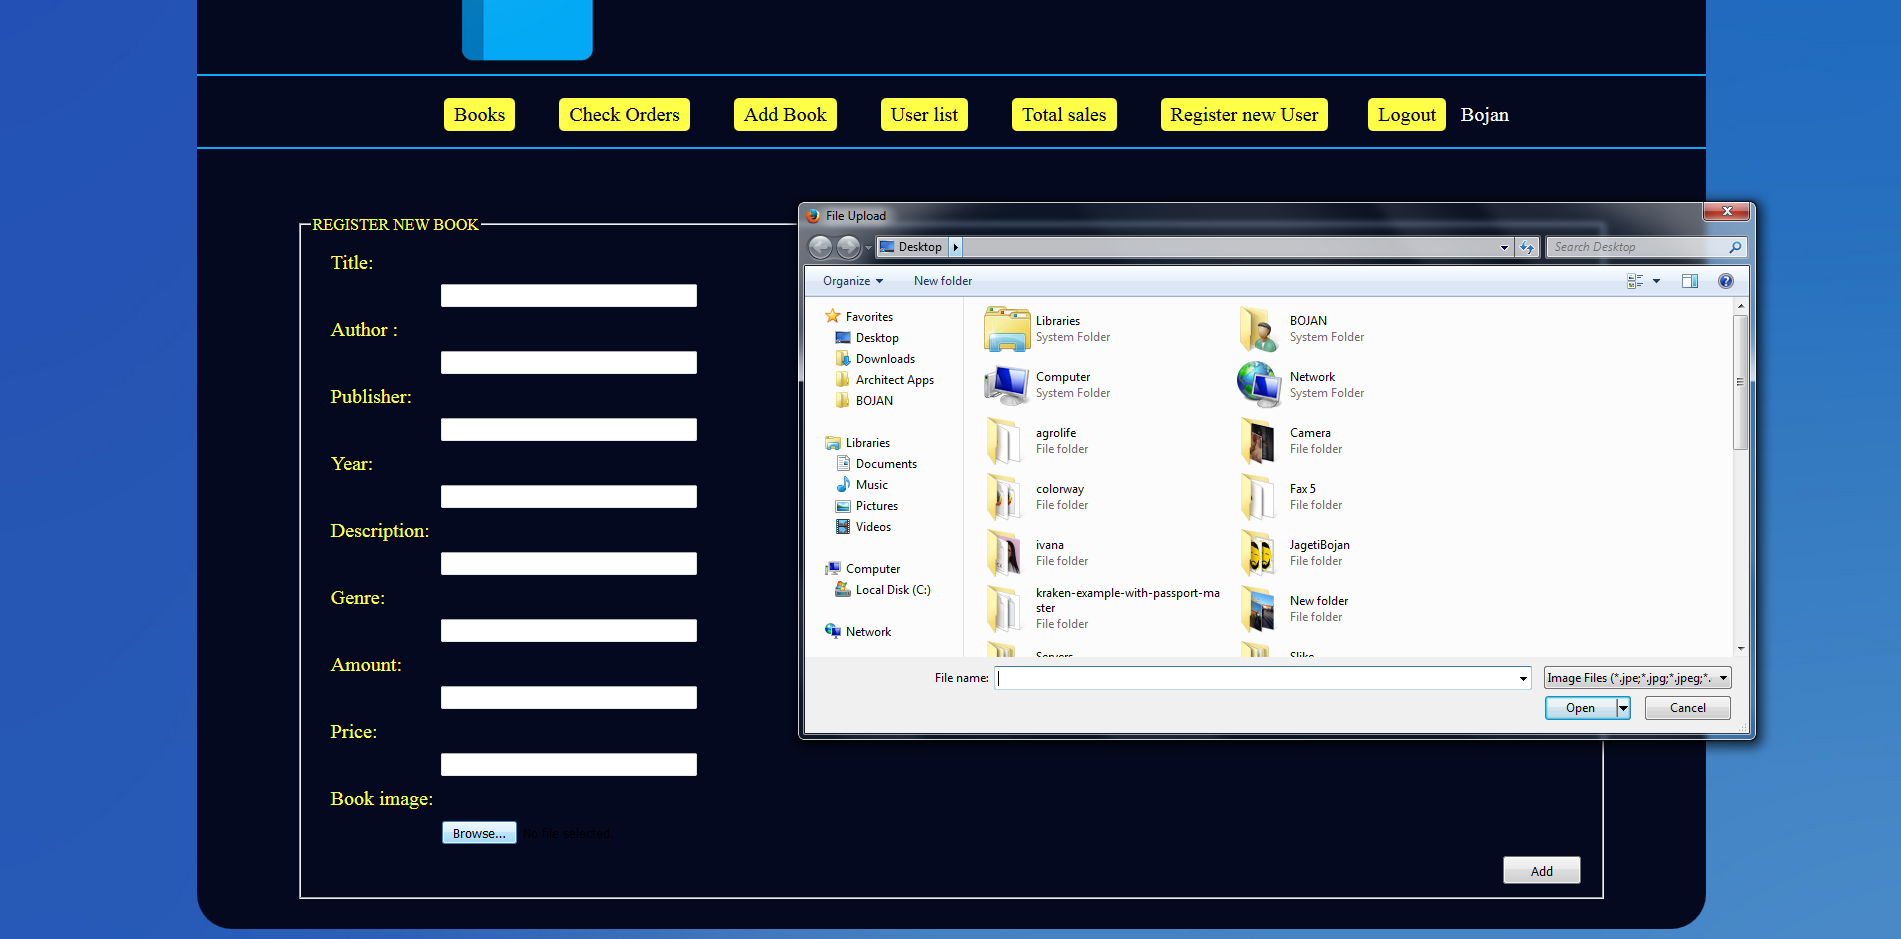 Books Check Orders Add Book User list Total sales Register new User Logout Bojan
REGISTER NEW BOOK
Title:
Author :
Publisher:
Year:
Description:
Genre:
Amount:
Price:
Book image:
Browse... No file selected.
Add
File Upload
Desktop
Search Desktop
Organize New folder
Favorites
Desktop
Downloads
Architect Apps
BOJAN
Libraries
Documents
Music
Pictures
Videos
Computer
Local Disk (C:)
Network
Libraries
System Folder
BOJAN
System Folder
Computer
System Folder
Network
System Folder
agrolife
File folder
Camera
File folder
colorway
File folder
Fax 5
File folder
ivana
File folder
JagetiBojan
File folder
kraken-example-with-passport-ma
ster
File folder
New folder
File folder
Servers
Slike
File name:
Image Files (*.jpe;*.jpg;*.jpeg;*.
Open Cancel